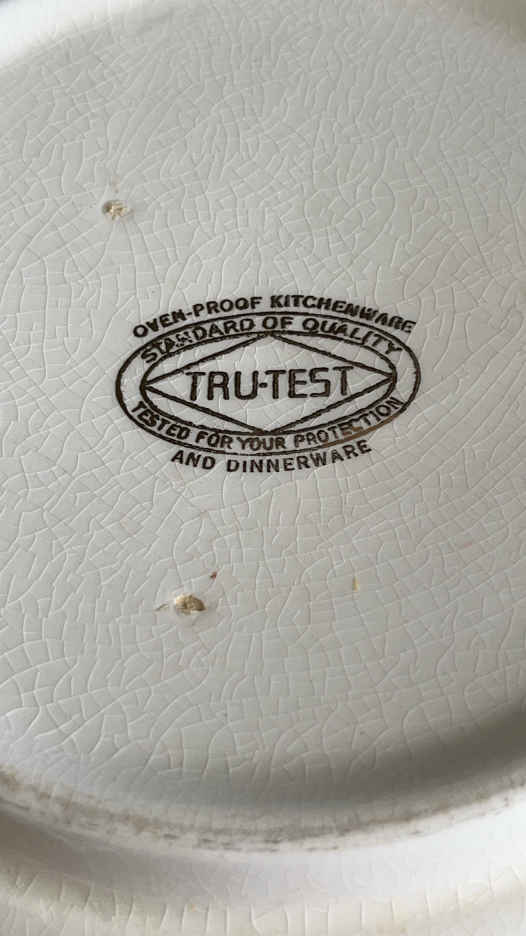 OVEN-PROOF KITCHENWARE
STANDARD OF QUALITY
TRU-TEST
TESTED FOR YOUR PROTECTION
AND DINNERWARE